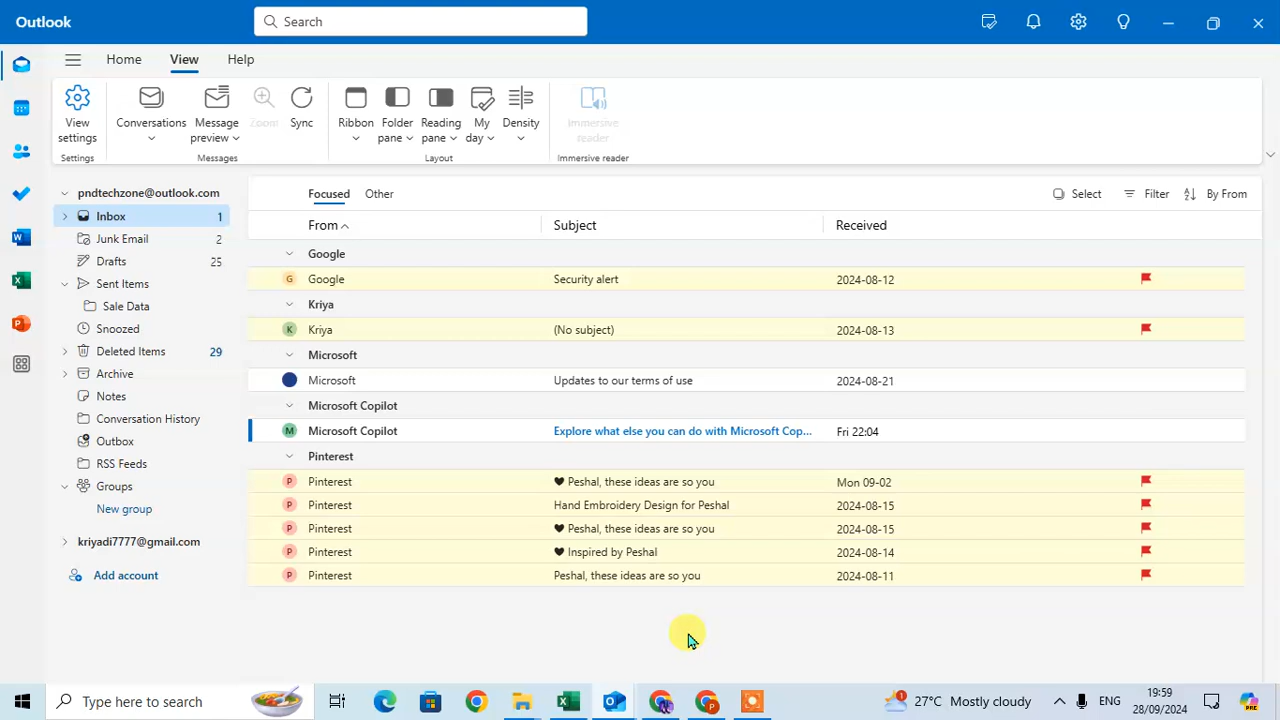 Outlook
Search
Home View Help
View settings
Conversations
Message preview
Zoom
Sync
Ribbon
Folder pane
Reading pane
My day
Density
Immersive reader
Settings
Messages
Layout
Immersive reader
pndtechzone@outlook.com
Inbox 1
Junk Email 2
Drafts 25
Sent Items
Sale Data
Snoozed
Deleted Items 29
Archive
Notes
Conversation History
Outbox
RSS Feeds
Groups
New group
kriyadi7777@gmail.com
Add account
Focused Other Select Filter By From
From Subject Received
Google
G Google Security alert 2024-08-12
Kriya
K Kriya (No subject) 2024-08-13
Microsoft
Microsoft Updates to our terms of use 2024-08-21
Microsoft Copilot
M Microsoft Copilot Explore what else you can do with Microsoft Cop... Fri 22:04
Pinterest
P Pinterest ♥ Peshal, these ideas are so you Mon 09-02
P Pinterest Hand Embroidery Design for Peshal 2024-08-15
P Pinterest ♥ Peshal, these ideas are so you 2024-08-15
P Pinterest ♥ Inspired by Peshal 2024-08-14
P Pinterest Peshal, these ideas are so you 2024-08-11
Type here to search
27°C Mostly cloudy
ENG
19:59
28/09/2024